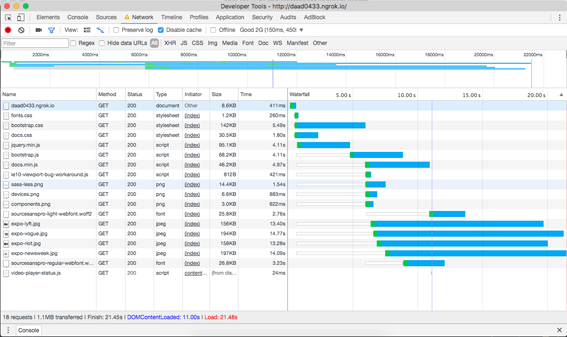 Developer Tools - http://daad0433.ngrok.io/
Elements Console Sources Network Timeline Profiles Application Security Audits AdBlock
View: Preserve log Disable cache Offline Good 2G (150ms, 450
Filter Regex Hide data URLs All XHR JS CSS Img Media Font Doc WS Manifest Other
2000ms 4000ms 6000ms 8000ms 10000ms 12000ms 14000ms 16000ms 18000ms 20000ms 22000ms
Name Method Status Type Initiator Size Time Waterfall 5.00 s 10.00 s 15.00 s 20.00 s
daad0433.ngrok.io GET 200 document Other 8.6KB 411ms
fonts.css GET 200 stylesheet (index) 1.2KB 260ms
bootstrap.css GET 200 stylesheet (index) 142KB 5.49s
docs.css GET 200 stylesheet (index) 30.5KB 1.80s
jquery.min.js GET 200 script (index) 95.1KB 4.11s
bootstrap.js GET 200 script (index) 68.2KB 4.11s
docs.min.js GET 200 script (index) 46.2KB 4.97s
ie10-viewport-bug-workaround.js GET 200 script (index) 812B 421ms
sass-less.png GET 200 png (index) 14.4KB 1.54s
devices.png GET 200 png (index) 6.6KB 883ms
components.png GET 200 png (index) 3.0KB 622ms
sourcesanspro-light-webfont.woff2 GET 200 font (index) 25.8KB 2.76s
expo-lyft.jpg GET 200 jpeg (index) 156KB 13.40s
expo-vogue.jpg GET 200 jpeg (index) 194KB 14.77s
expo-riot.jpg GET 200 jpeg (index) 158KB 13.28s
expo-newsweek.jpg GET 200 jpeg (index) 197KB 14.09s
sourcesanspro-regular-webfont.w... GET 200 font (index) 26.8KB 3.23s
video-player-status.js GET 200 script content... (from dis... 24ms
18 requests | 1.1MB transferred | Finish: 21.45s | DOMContentLoaded: 11.00s | Load: 21.48s
Console